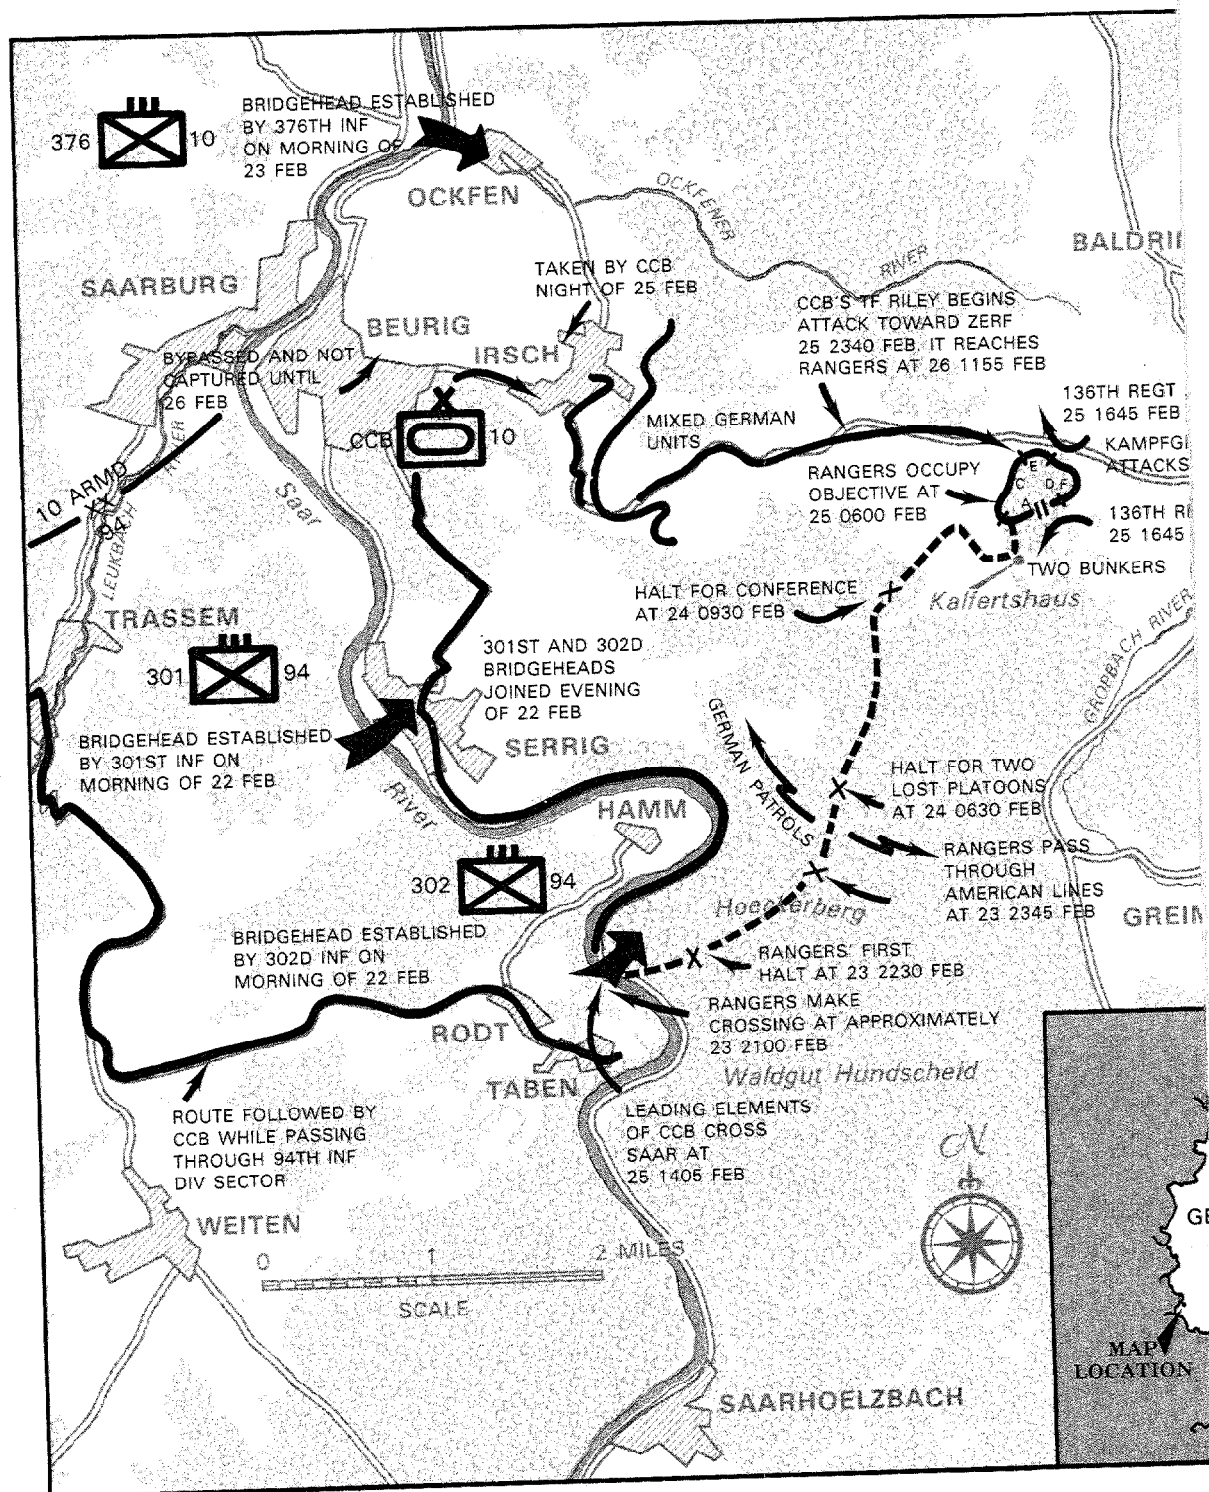 376
10
BRIDGEHEAD ESTABLISHED
BY 376TH INF
ON MORNING OF
23 FEB
OCKFEN
OCKFENER
RIVER
BALDRI
SAARBURG
TAKEN BY CCB
NIGHT OF 25 FEB
CCB'S TF RILEY BEGINS
ATTACK TOWARD ZERF
25 2340 FEB. IT REACHES
RANGERS AT 26 1155 FEB
BEURIG
IRSCH
BYPASSED AND NOT
CAPTURED UNTIL
26 FEB
136TH REGT
25 1645 FEB
MIXED GERMAN
UNITS
CCB
10
KAMPFG
ATTACKS
RANGERS OCCUPY
OBJECTIVE AT
25 0600 FEB
E
C
D
F
A
10 ARMD
XX
94
RIVER
LEUKBACH
Saar
136TH R
25 1645
TWO BUNKERS
Kalfertshaus
HALT FOR CONFERENCE
AT 24 0930 FEB
TRASSEM
301
94
301ST AND 302D
BRIDGEHEADS
JOINED EVENING
OF 22 FEB
GROPBACH RIVER
BRIDGEHEAD ESTABLISHED
BY 301ST INF ON
MORNING OF 22 FEB
SERRIG
GERMAN PATROLS
HALT FOR TWO
LOST PLATOONS
AT 24 0630 FEB
River
HAMM
RANGERS PASS
THROUGH
AMERICAN LINES
AT 23 2345 FEB
302
94
Hoeckerberg
GREIM
BRIDGEHEAD ESTABLISHED
BY 302D INF ON
MORNING OF 22 FEB
RANGERS' FIRST
HALT AT 23 2230 FEB
RANGERS MAKE
CROSSING AT APPROXIMATELY
23 2100 FEB
RODT
TABEN
Waldgut Hundscheid
ROUTE FOLLOWED BY
CCB WHILE PASSING
THROUGH 94TH INF
DIV SECTOR
LEADING ELEMENTS
OF CCB CROSS
SAAR AT
25 1405 FEB
N
WEITEN
0 1 2 MILES
SCALE
GE
MAP
LOCATION
SAARHOELZBACH